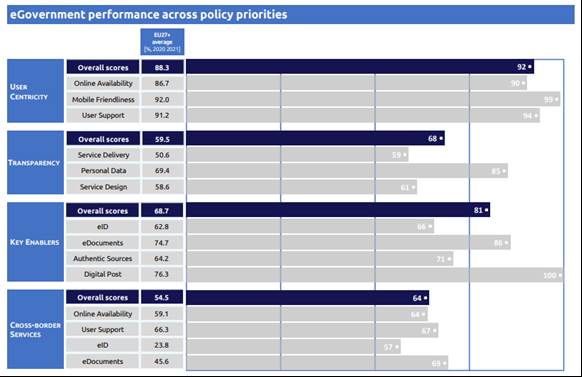 eGovernment performance across policy priorities
EU27+
average
[%, 2020 2021]
USER
CENTRICITY
Overall scores 88.3 92
Online Availability 86.7 90
Mobile Friendliness 92.0 99
User Support 91.2 94
TRANSPARENCY
Overall scores 59.5 68
Service Delivery 50.6 59
Personal Data 69.4 85
Service Design 58.6 61
KEY ENABLERS
Overall scores 68.7 81
eID 62.8 66
eDocuments 74.7 86
Authentic Sources 64.2 71
Digital Post 76.3 100
CROSS-BORDER
SERVICES
Overall scores 54.5 64
Online Availability 59.1 64
User Support 66.3 67
eID 23.8 57
eDocuments 45.6 69